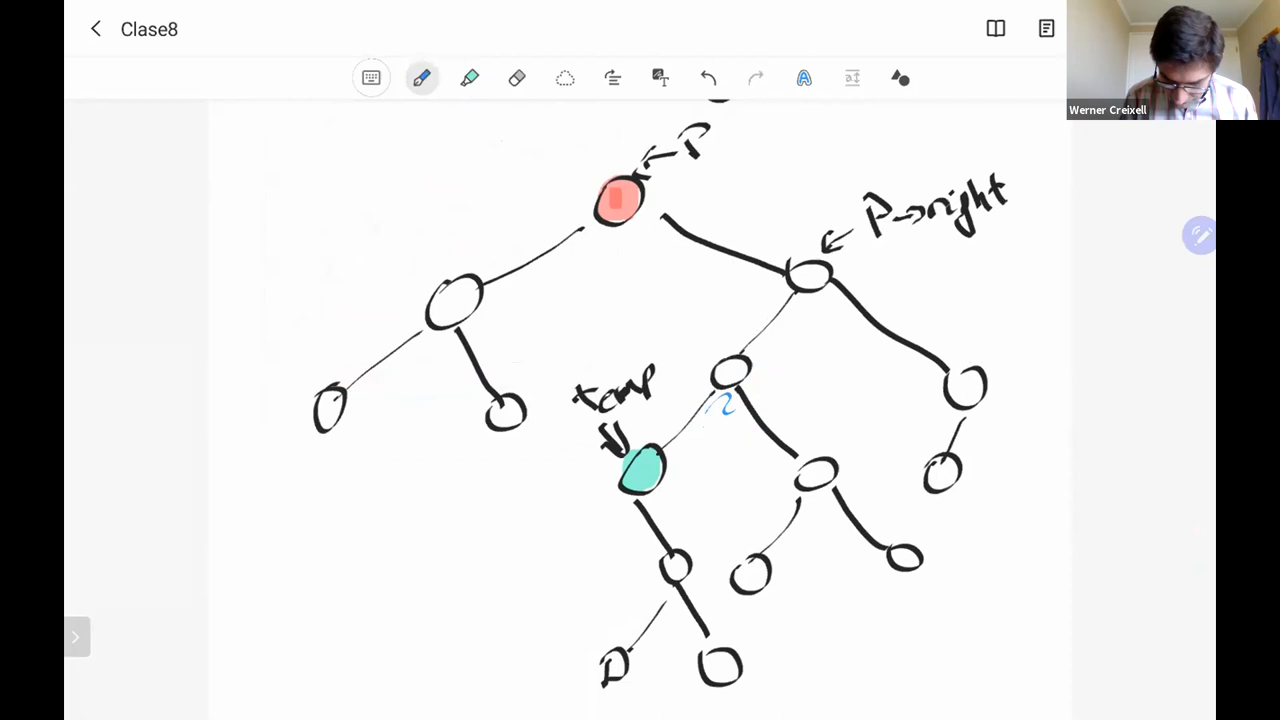 Clase8
Werner Creixell
P
P→right
temp